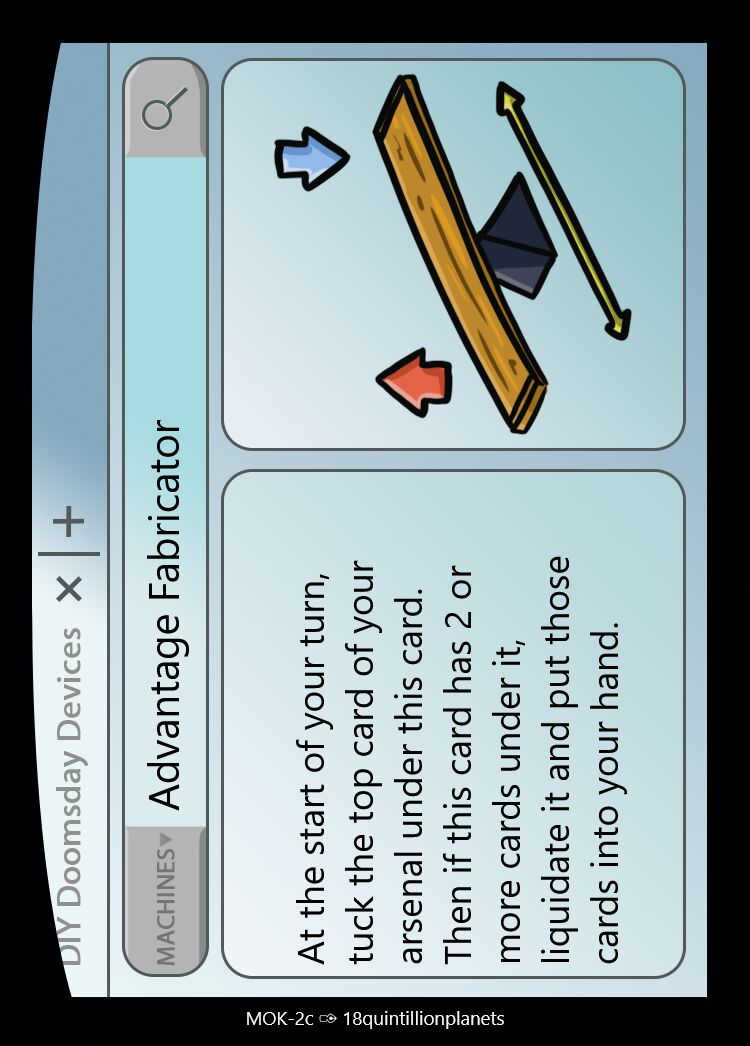 DIY Doomsday Devices × | +
MACHINES▾ Advantage Fabricator
At the start of your turn,
tuck the top card of your
arsenal under this card.
Then if this card has 2 or
more cards under it,
liquidate it and put those
cards into your hand.
MOK-2c ✑ 18quintillionplanets